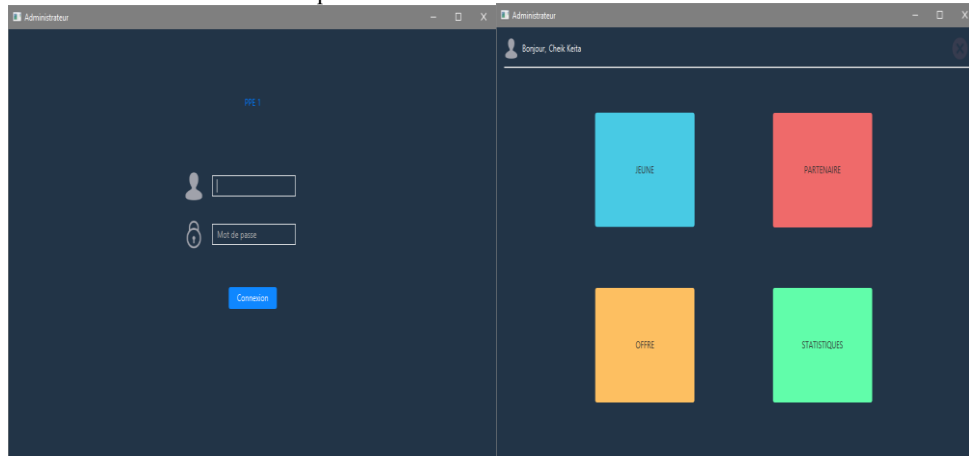 Administrateur
PPE 1
Mot de passe
Connexion
Administrateur
Bonjour, Cheik Keita
JEUNE
PARTENAIRE
OFFRE
STATISTIQUES